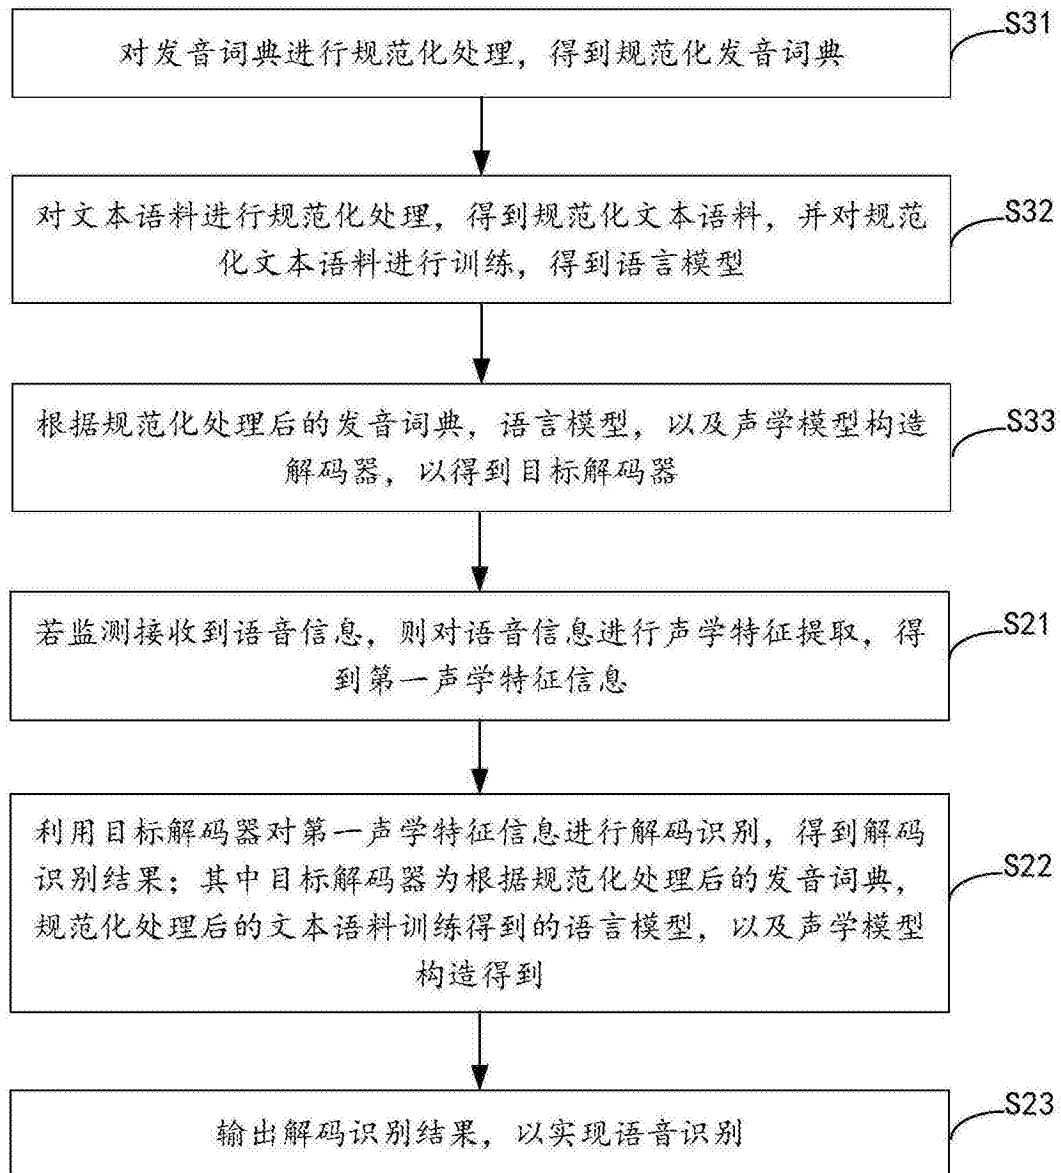 对发音词典进行规范化处理，得到规范化发音词典
S31
对文本语料进行规范化处理，得到规范化文本语料，并对规范
化文本语料进行训练，得到语言模型
S32
根据规范化处理后的发音词典，语言模型，以及声学模型构造
解码器，以得到目标解码器
S33
若监测接收到语音信息，则对语音信息进行声学特征提取，得
到第一声学特征信息
S21
利用目标解码器对第一声学特征信息进行解码识别，得到解码
识别结果；其中目标解码器为根据规范化处理后的发音词典，
规范化处理后的文本语料训练得到的语言模型，以及声学模型
构造得到
S22
输出解码识别结果，以实现语音识别
S23